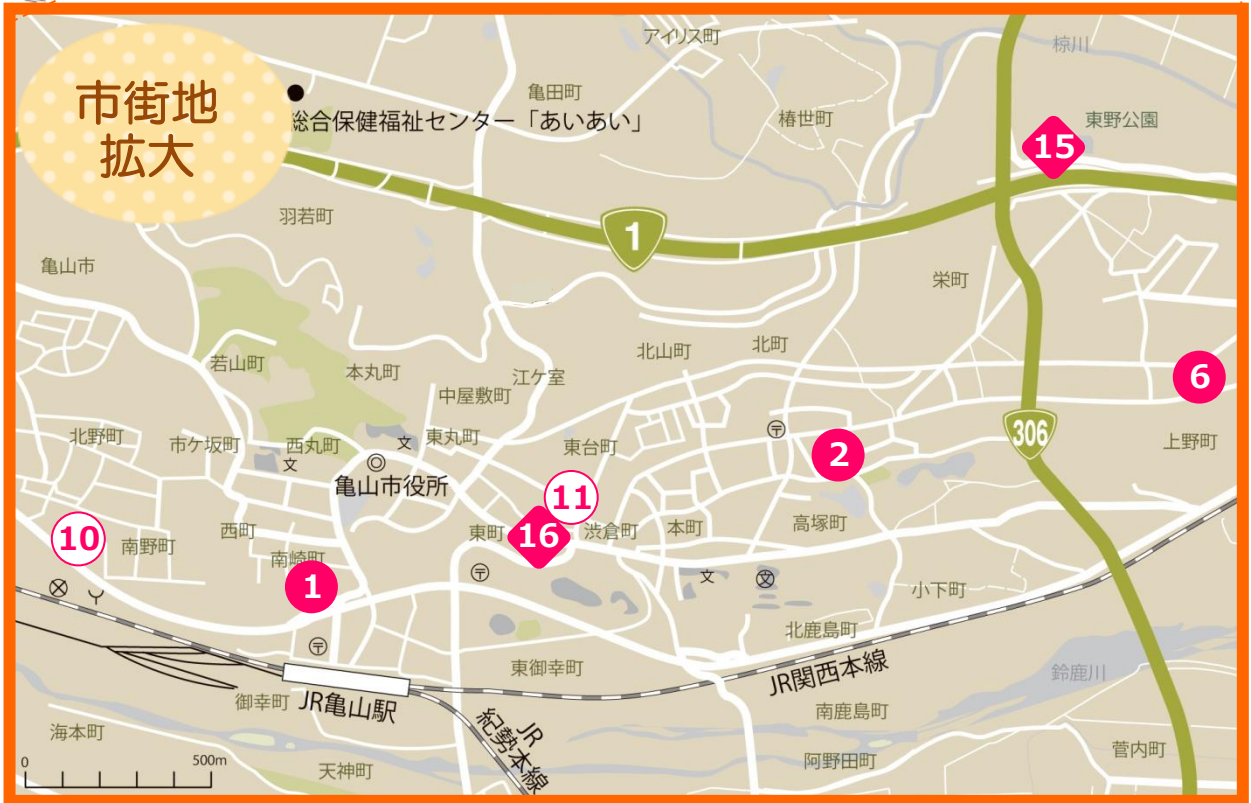 市街地
拡大
アイリス町
椋川
亀田町
総合保健福祉センター「あいあい」
椿世町
東野公園
15
羽若町
1
亀山市
栄町
北山町
北町
若山町
本丸町
江ケ室
中屋敷町
6
北野町
市ケ坂町
西丸町
文
文
東丸町
東台町
〒
2
306
上野町
亀山市役所
11
10
南野町
西町
東町
16
渋倉町
本町
高塚町
南崎町
1
〒
文
文
小下町
〒
北鹿島町
東御幸町
JR関西本線
鈴鹿川
御幸町
JR亀山駅
JR
紀勢本線
南鹿島町
海本町
菅内町
阿野田町
天神町
0
500m